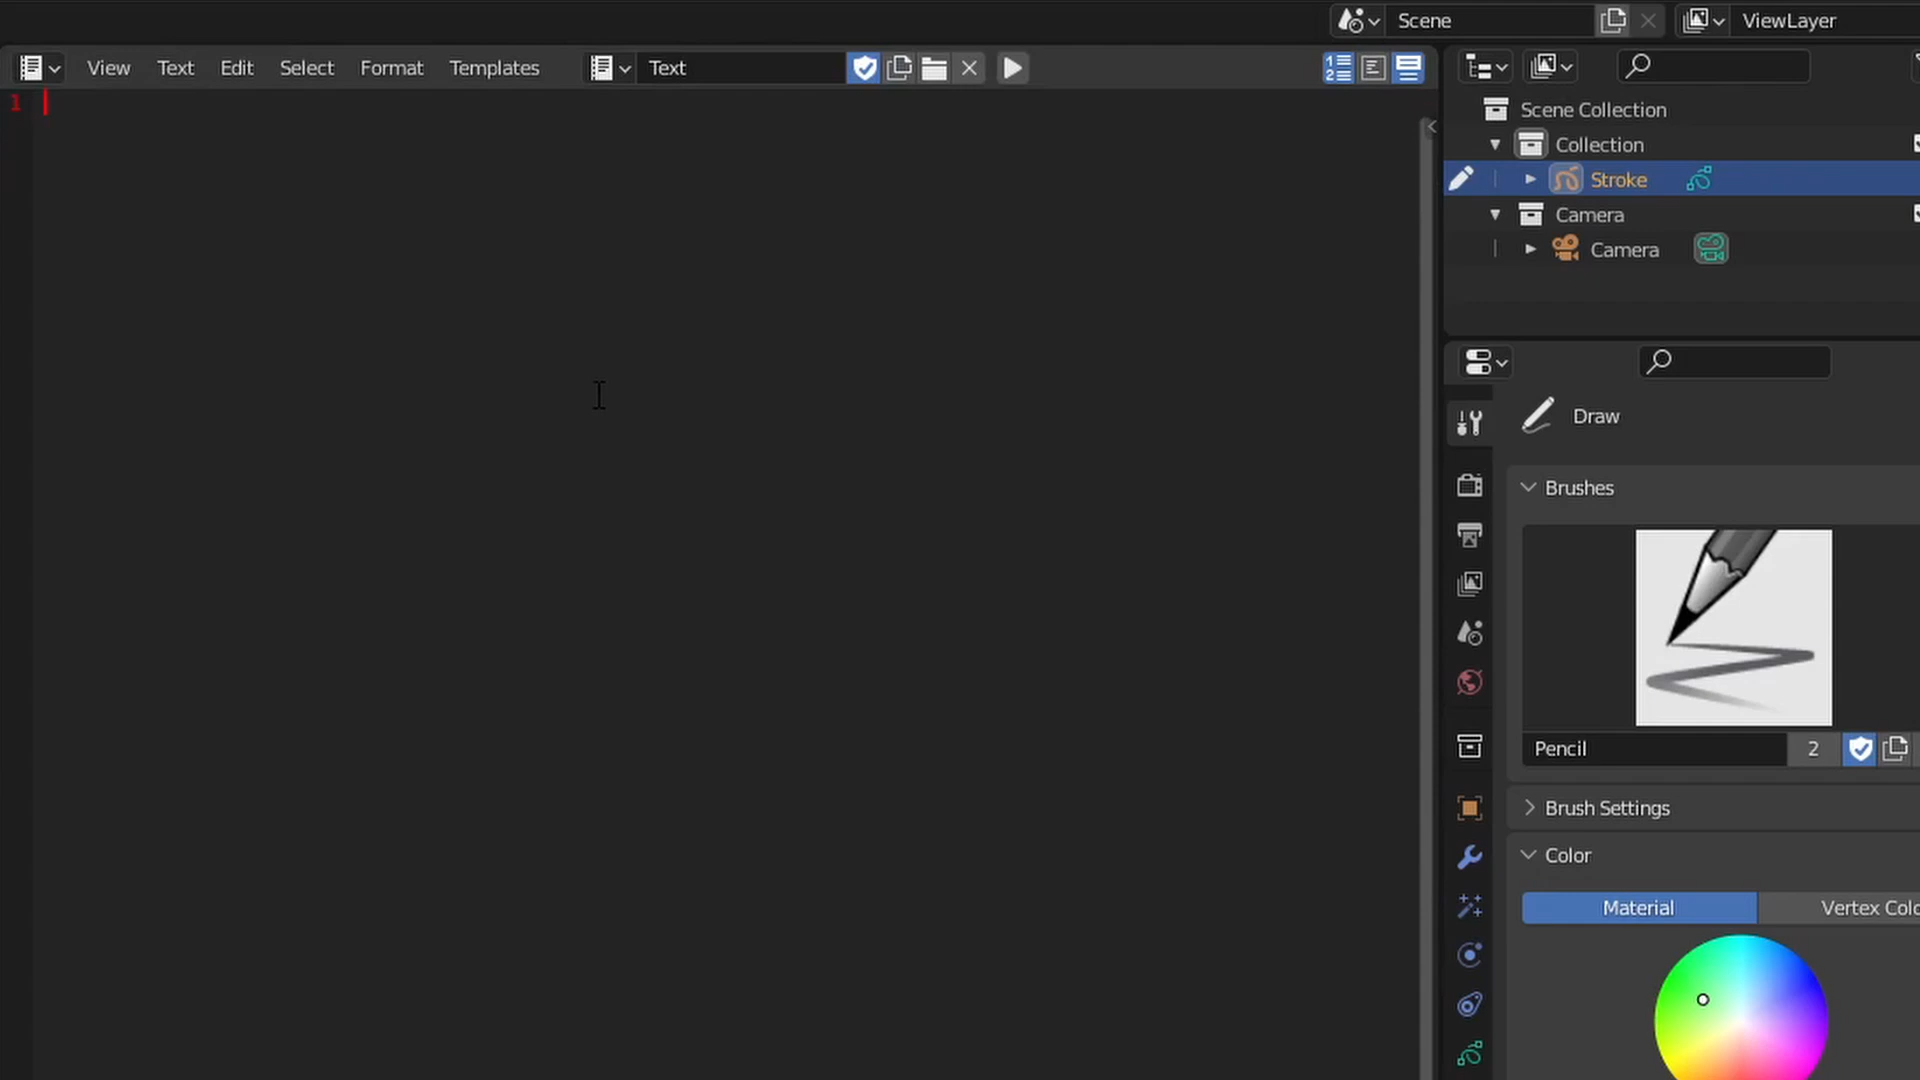 Scene
ViewLayer
View Text Edit Select Format Templates
Text
1
Scene Collection
Collection
Stroke
Camera
Camera
Draw
Brushes
Pencil
2
Brush Settings
Color
Material
Vertex Colo